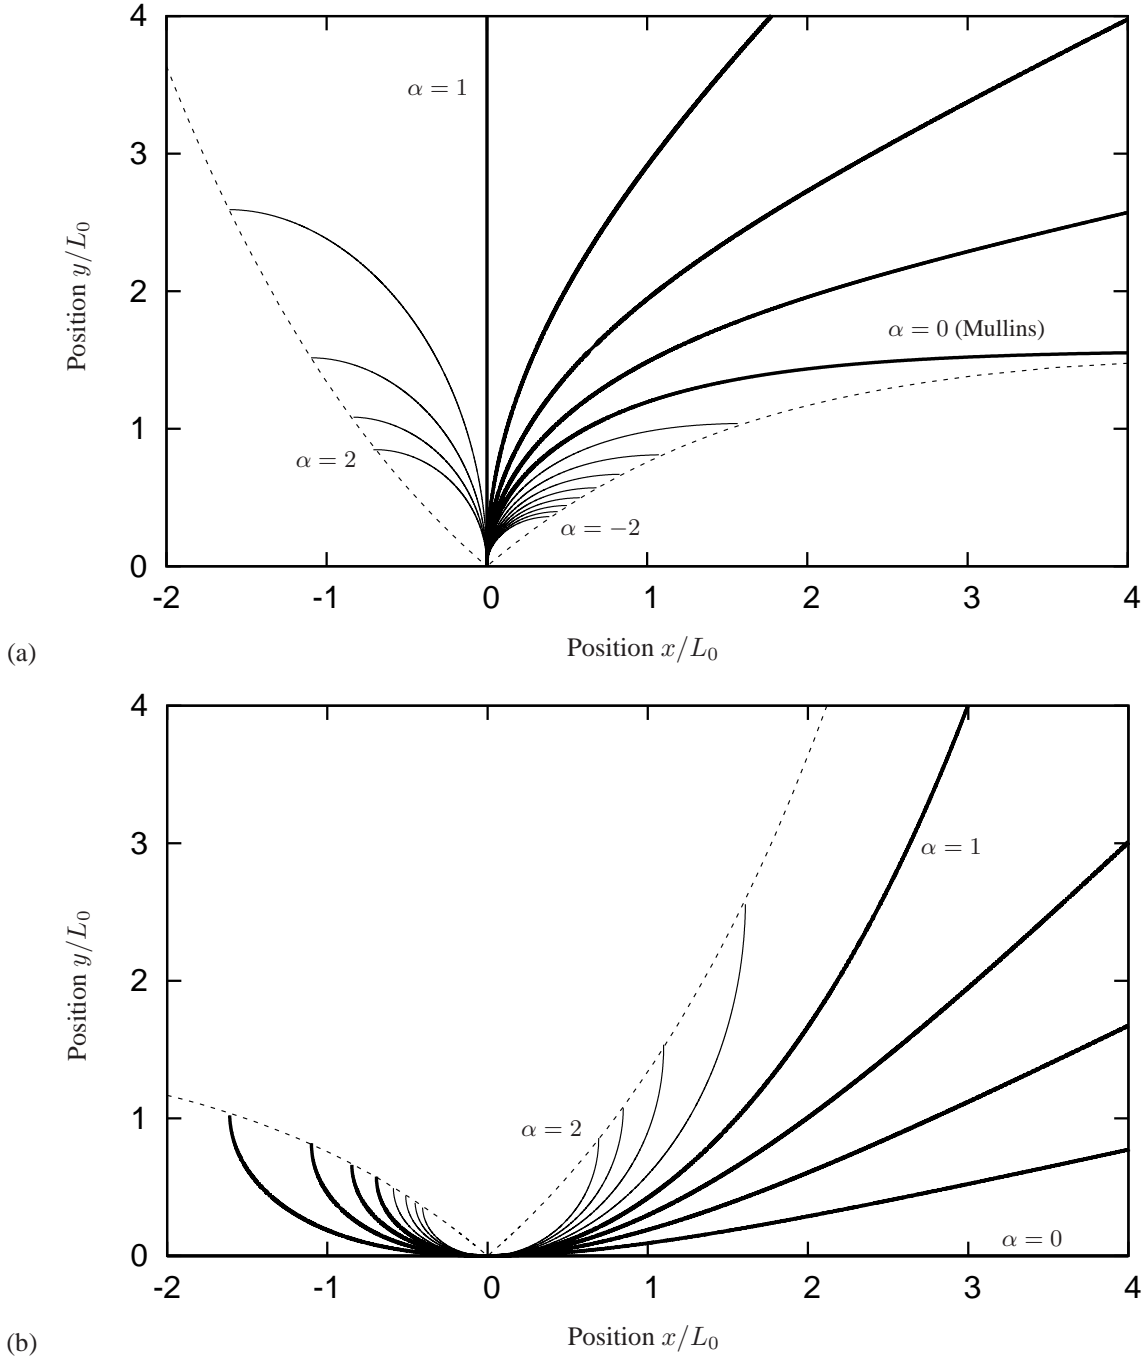 4
3
2
1
0
-2
-1
0
1
2
3
4
Position y/L₀
α = 1
α = 0 (Mullins)
α = 2
α = −2
Position x/L₀
(a)
4
3
2
1
0
-2
-1
0
1
2
3
4
Position y/L₀
α = 1
α = 2
α = 0
Position x/L₀
(b)